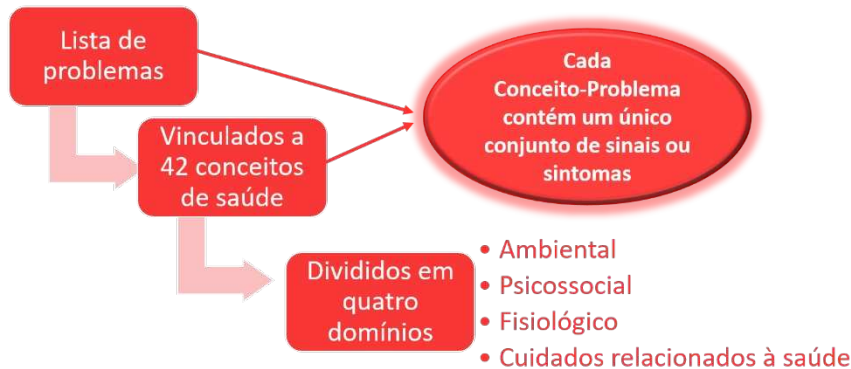 Lista de
problemas
Vinculados a
42 conceitos
de saúde
Divididos em
quatro
domínios
Cada
Conceito-Problema
contém um único
conjunto de sinais ou
sintomas
• Ambiental
• Psicossocial
• Fisiológico
• Cuidados relacionados à saúde